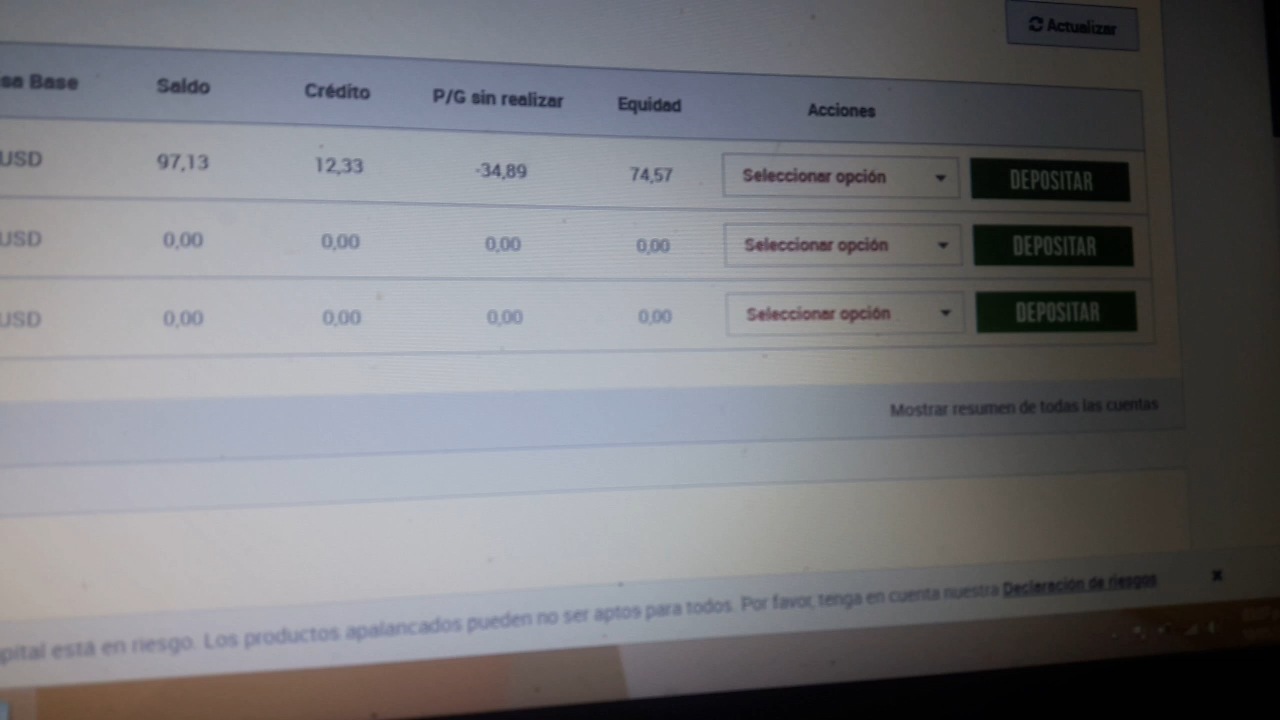 Actualizar
sa Base Saldo Crédito P/G sin realizar Equidad Acciones
USD 97,13 12,33 -34,89 74,57 Seleccionar opción DEPOSITAR
USD 0,00 0,00 0,00 0,00 Seleccionar opción DEPOSITAR
USD 0,00 0,00 0,00 0,00 Seleccionar opción DEPOSITAR
Mostrar resumen de todas las cuentas
pital está en riesgo. Los productos apalancados pueden no ser aptos para todos. Por favor, tenga en cuenta nuestra Declaración de riesgos x